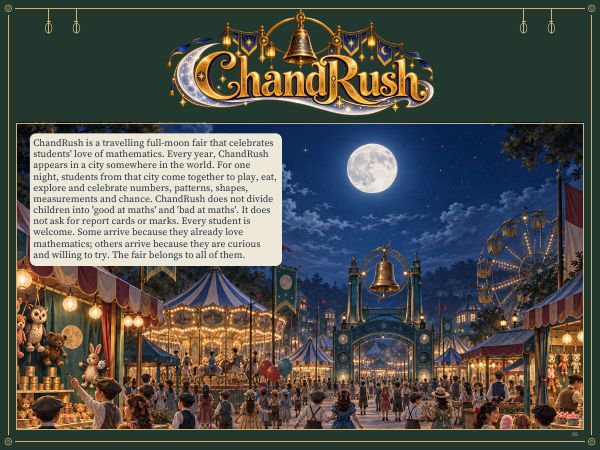 ChandRush
ChandRush is a travelling full-moon fair that celebrates
students' love of mathematics. Every year, ChandRush
appears in a city somewhere in the world. For one
night, students from that city come together to play, eat,
explore and celebrate numbers, patterns, shapes,
measurements and chance. ChandRush does not divide
children into 'good at maths' and 'bad at maths'. It does
not ask for report cards or marks. Every student is
welcome. Some arrive because they already love
mathematics; others arrive because they are curious
and willing to try. The fair belongs to all of them.
05